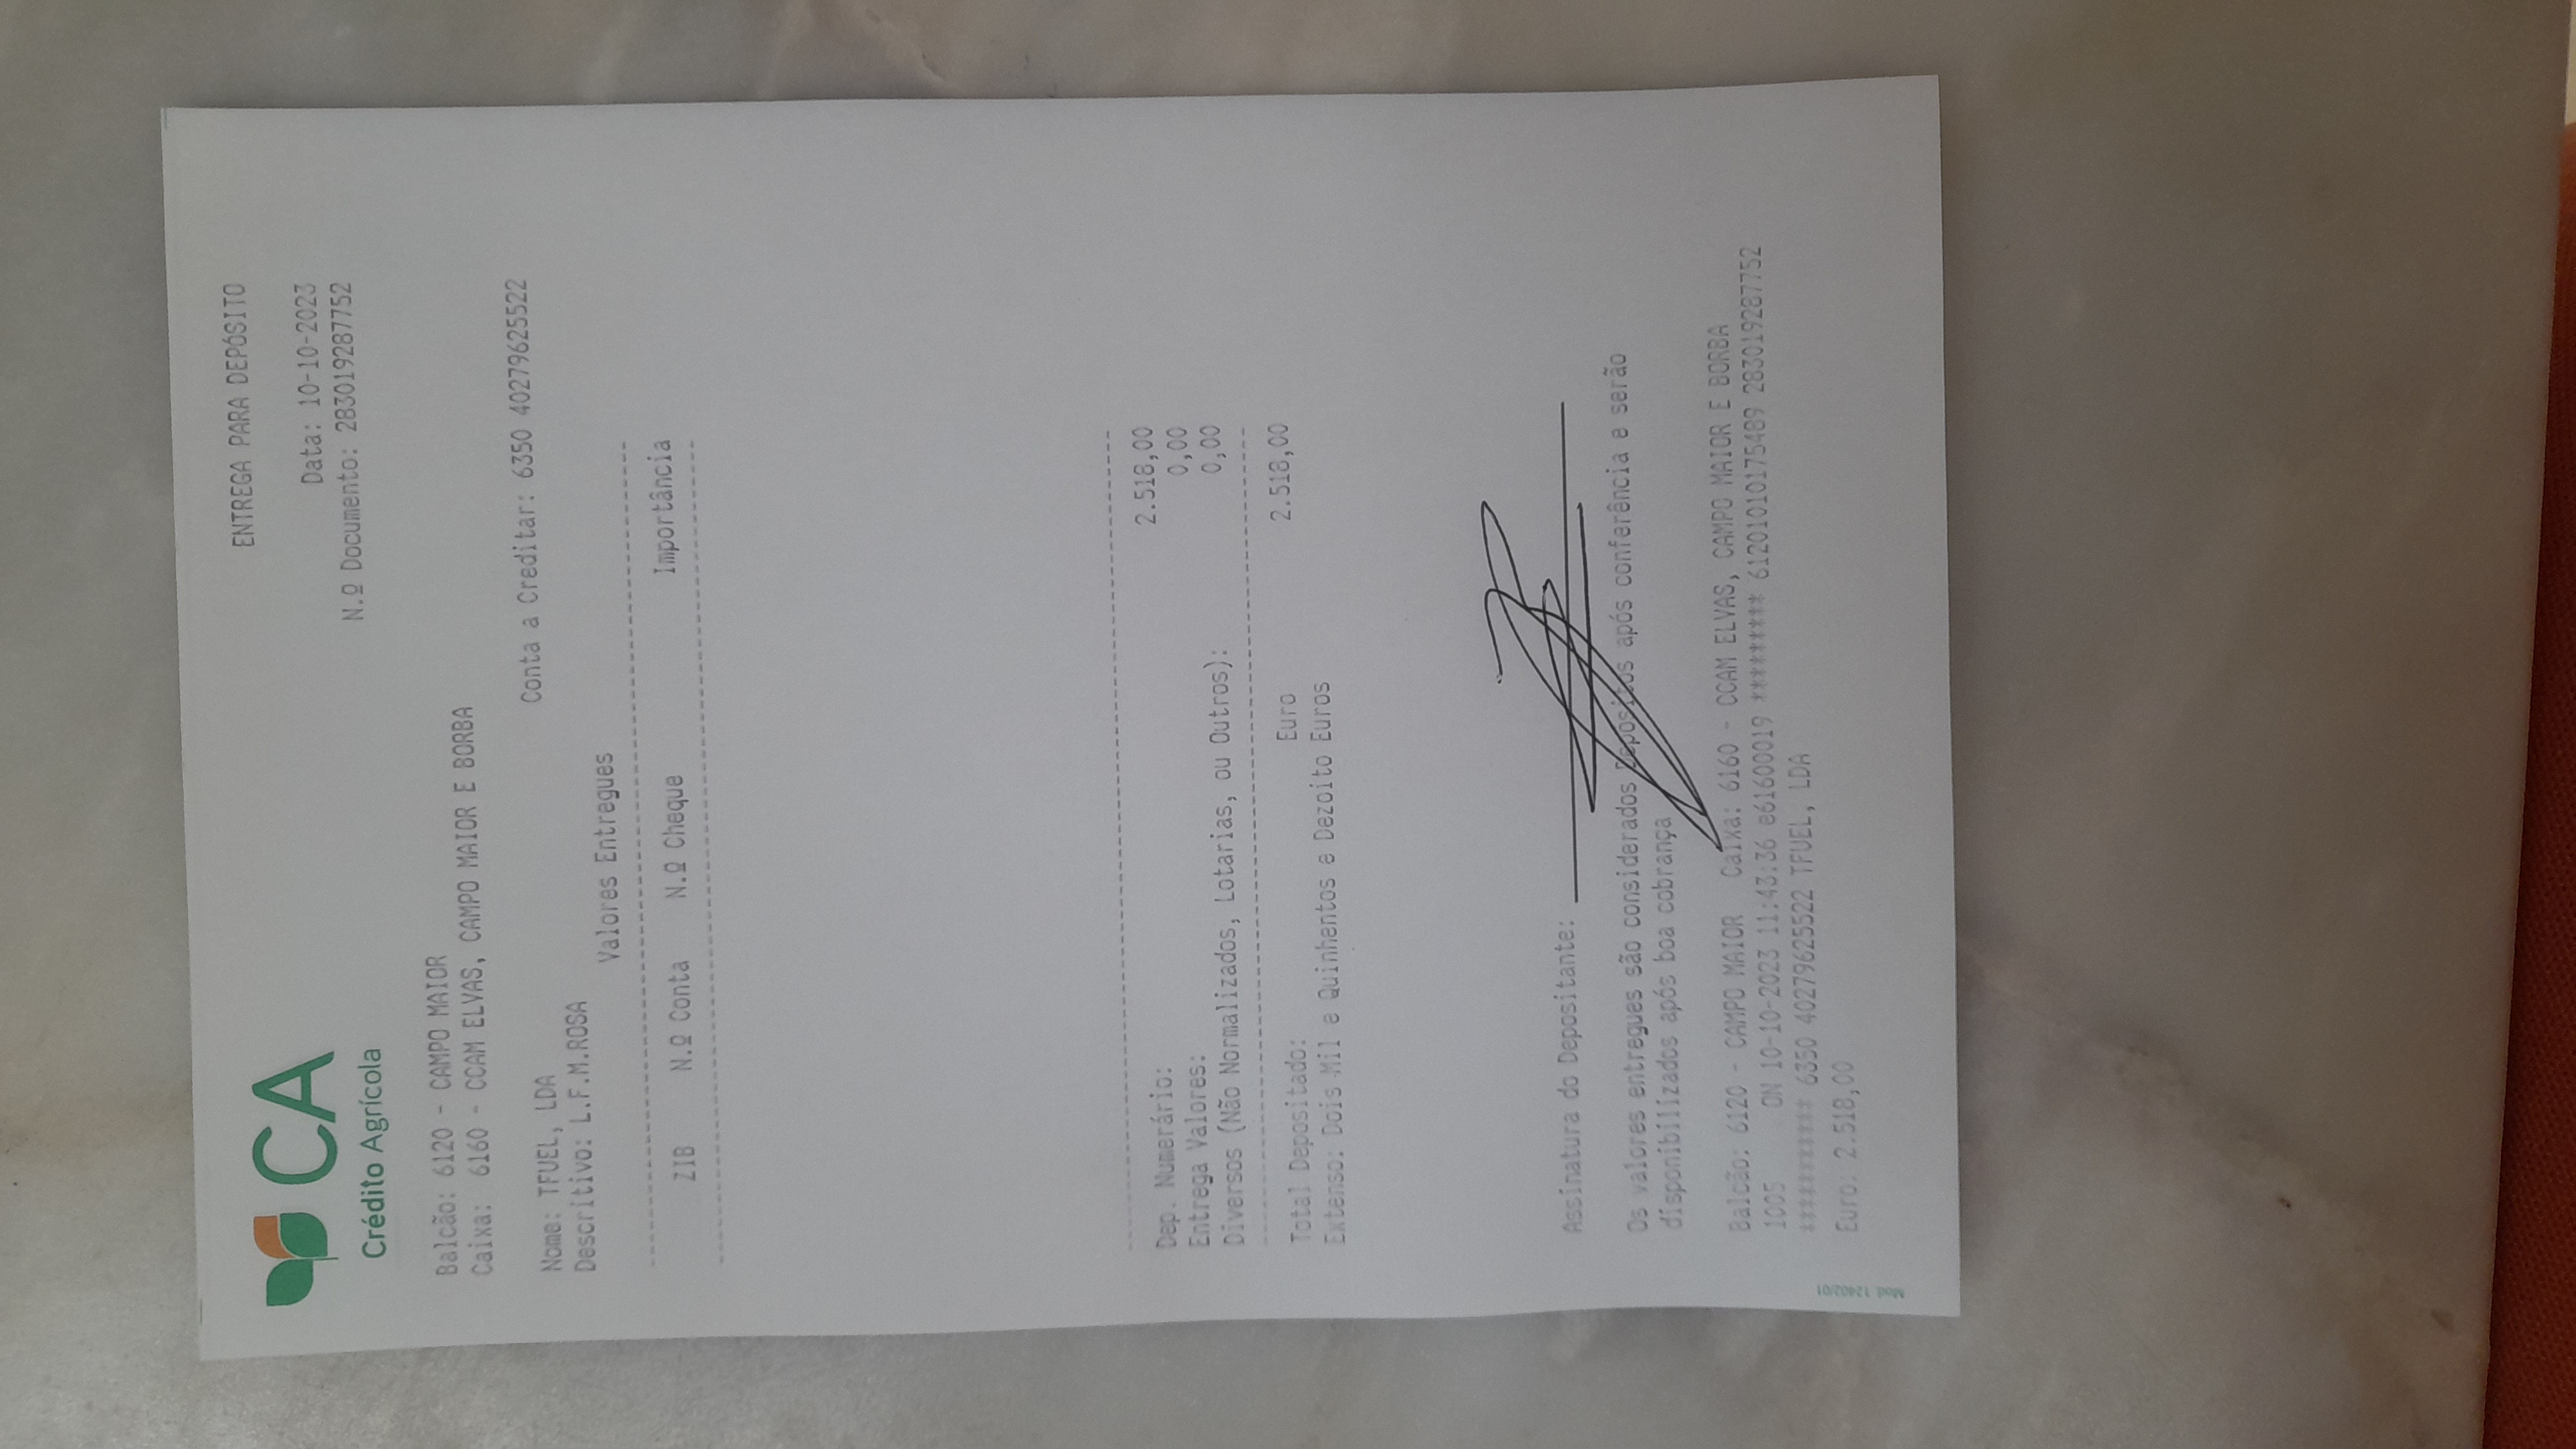 CA
Crédito Agrícola
ENTREGA PARA DEPÓSITO
Data: 10-10-2023
N.º Documento: 283019287752
Balcão: 6120 - CAMPO MAIOR
Caixa: 6160 - CCAM ELVAS, CAMPO MAIOR E BORBA
Conta a Creditar: 6350 40279625522
Nome: TFUEL, LDA
Descritivo: L.F.M.ROSA
Valores Entregues
ZIB N.º Conta N.º Cheque Importância
Dep. Numerário: 2.518,00
Entrega Valores: 0,00
Diversos (Não Normalizados, Lotarias, ou Outros): 0,00
Total Depositado: Euro 2.518,00
Extenso: Dois Mil e Quinhentos e Dezoito Euros
Assinatura do Depositante:
Os valores entregues são considerados Depositos após conferência e serão
disponibilizados após boa cobrança
Balcão: 6120 - CAMPO MAIOR Caixa: 6160 - CCAM ELVAS, CAMPO MAIOR E BORBA
1005 ON 10-10-2023 11:43:36 e61600019 ********* 61201010175489 283019287752
*********** 6350 40279625522 TFUEL, LDA
Euro: 2.518,00
Mod. 12402/01